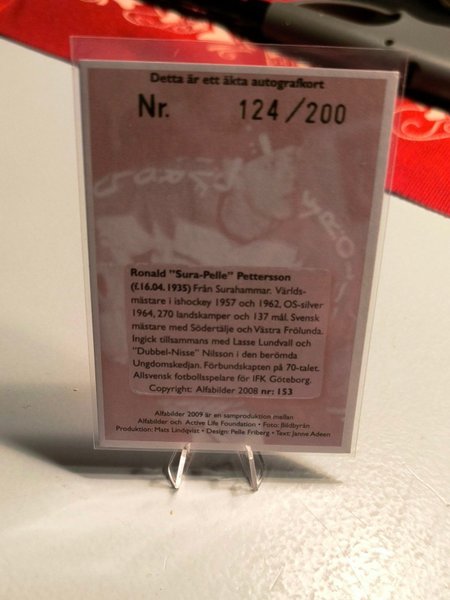 Detta är ett äkta autografkort
Nr. 124/200
Ronald "Sura-Pelle" Pettersson
(f.16.04. 1935) Från Surahammar. Världs-
mästare i ishockey 1957 och 1962, OS-silver
1964, 270 landskamper och 137 mål. Svensk
mästare med Södertälje och Västra Frölunda.
Ingick tillsammans med Lasse Lundvall och
"Dubbel-Nisse" Nilsson i den berömda
Ungdomskedjan. Förbundskapten på 70-talet.
Allsvensk fotbollsspelare för IFK Göteborg.
Copyright: Alfabilder 2008 nr: 153
Alfabilder 2009 är en samproduktion mellan
Alfabilder och Active Life Foundation • Foto: Bildbyrån
Produktion: Mats Lindqvist • Design: Pelle Friberg • Text: Janne Adeen